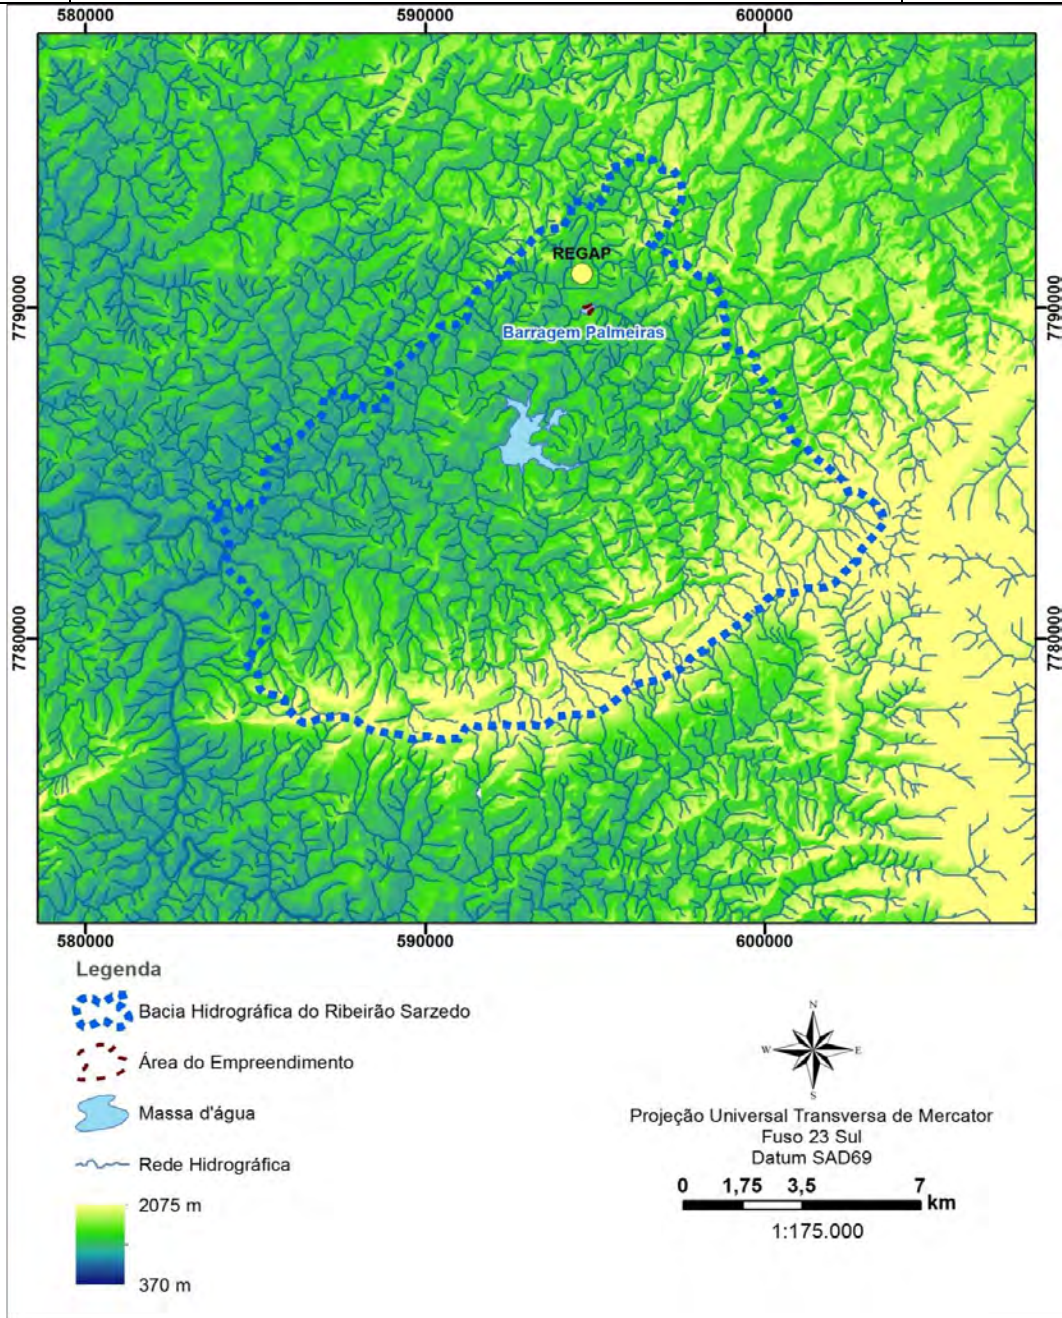 580000 590000 600000
REGAP
7790000 7790000
Barragem Palmeiras
7780000 7780000
580000 590000 600000
Legenda
Bacia Hidrográfica do Ribeirão Sarzedo
Área do Empreendimento
Massa d'água
Rede Hidrográfica
2075 m
370 m
N
W E
S
Projeção Universal Transversa de Mercator
Fuso 23 Sul
Datum SAD69
0 1,75 3,5 7
km
1:175.000